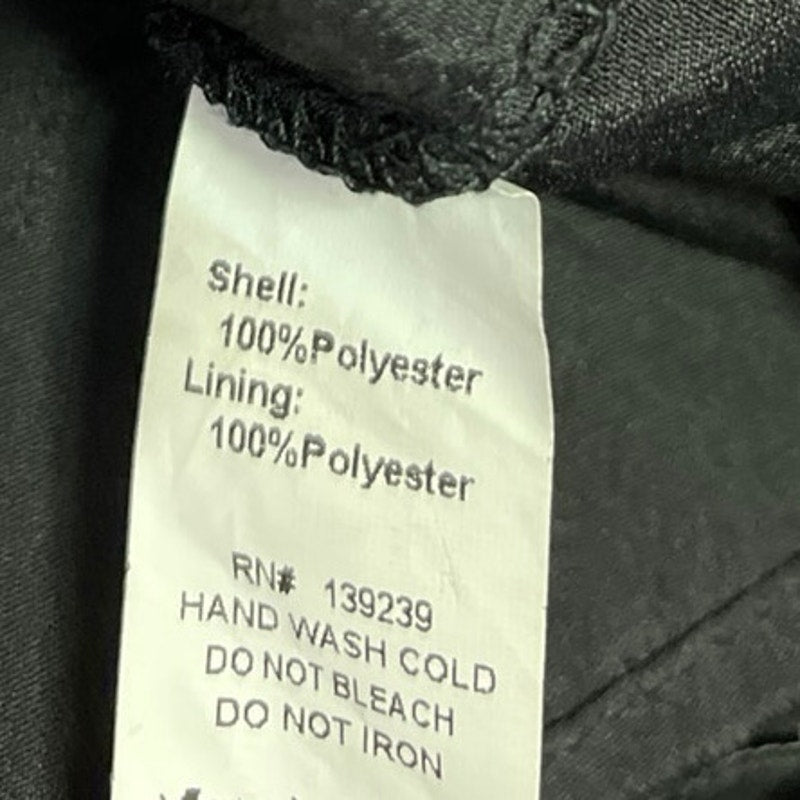 Shell:
100%Polyester
Lining:
100%Polyester
RN# 139239
HAND WASH COLD
DO NOT BLEACH
DO NOT IRON